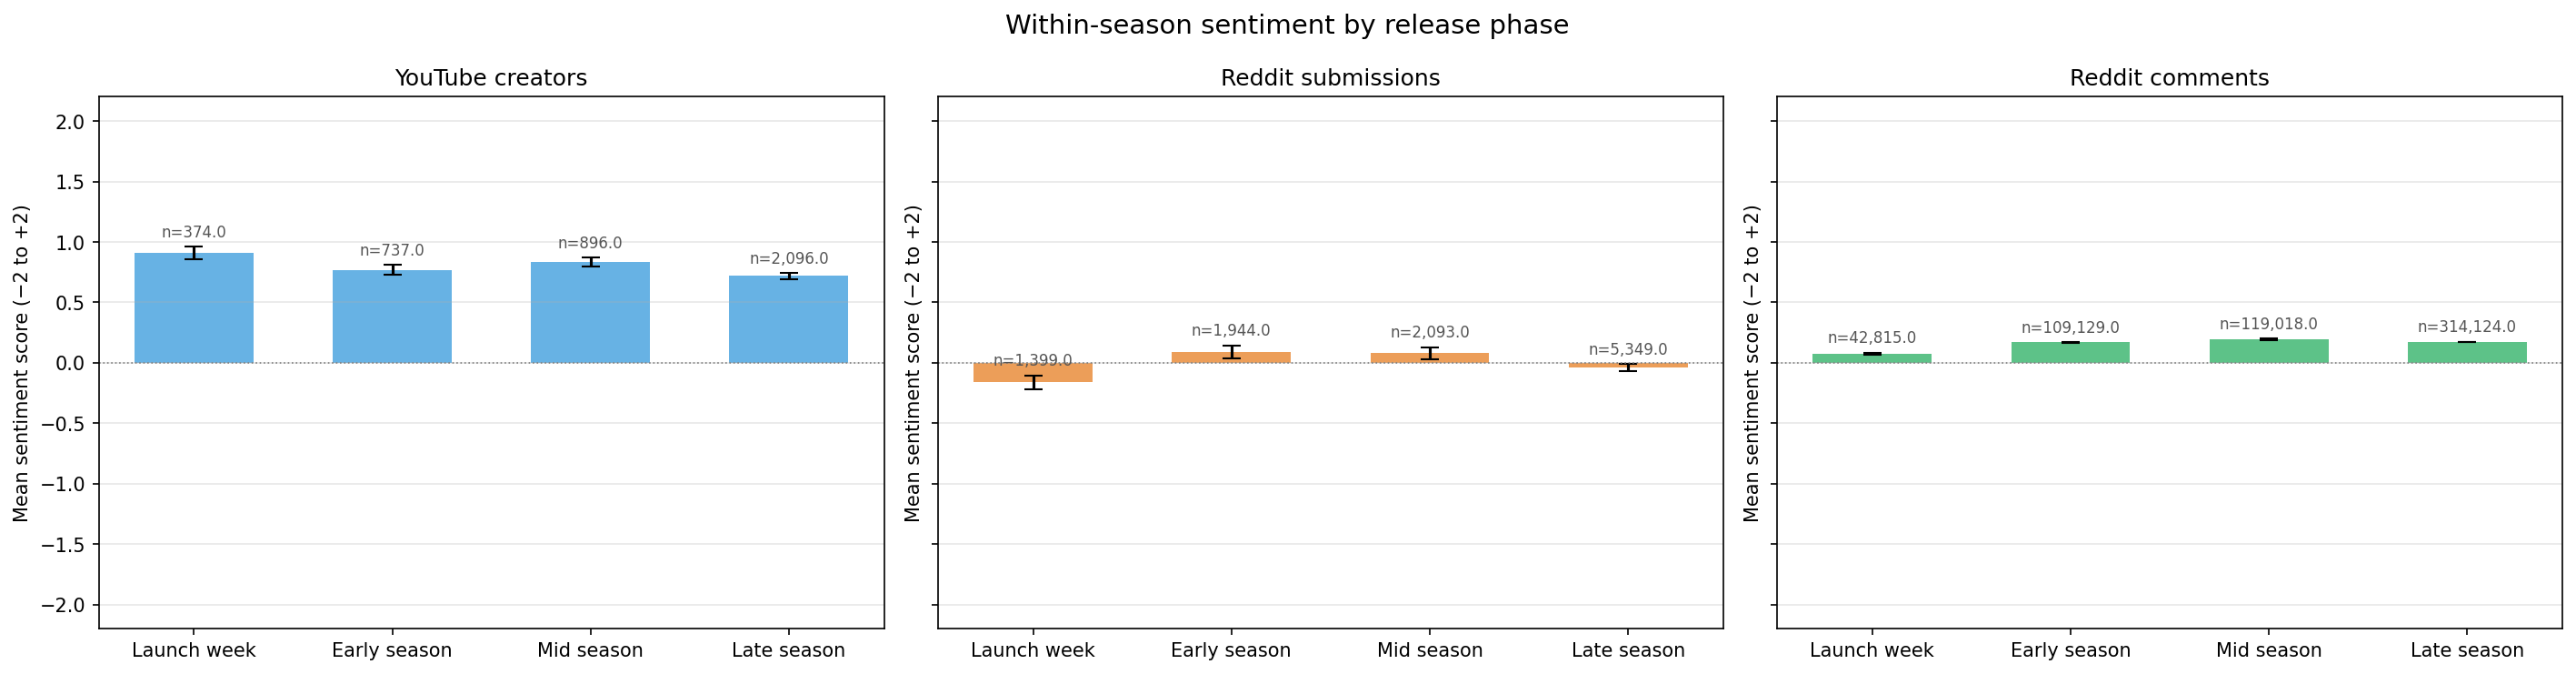 Within-season sentiment by release phase
YouTube creators
Mean sentiment score (−2 to +2)
2.0
1.5
1.0
0.5
0.0
−0.5
−1.0
−1.5
−2.0
n=374.0
n=737.0
n=896.0
n=2,096.0
Launch week
Early season
Mid season
Late season
Reddit submissions
Mean sentiment score (−2 to +2)
n=1,399.0
n=1,944.0
n=2,093.0
n=5,349.0
Launch week
Early season
Mid season
Late season
Reddit comments
Mean sentiment score (−2 to +2)
n=42,815.0
n=109,129.0
n=119,018.0
n=314,124.0
Launch week
Early season
Mid season
Late season